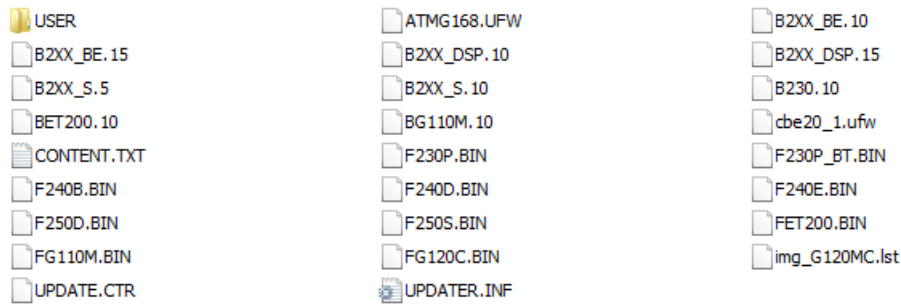 USER
ATMG168.UFW
B2XX_BE.10
B2XX_BE.15
B2XX_DSP.10
B2XX_DSP.15
B2XX_S.5
B2XX_S.10
B230.10
BET200.10
BG110M.10
cbe20_1.ufw
CONTENT.TXT
F230P.BIN
F230P_BT.BIN
F240B.BIN
F240D.BIN
F240E.BIN
F250D.BIN
F250S.BIN
FET200.BIN
FG110M.BIN
FG120C.BIN
img_G120MC.lst
UPDATE.CTR
UPDATER.INF